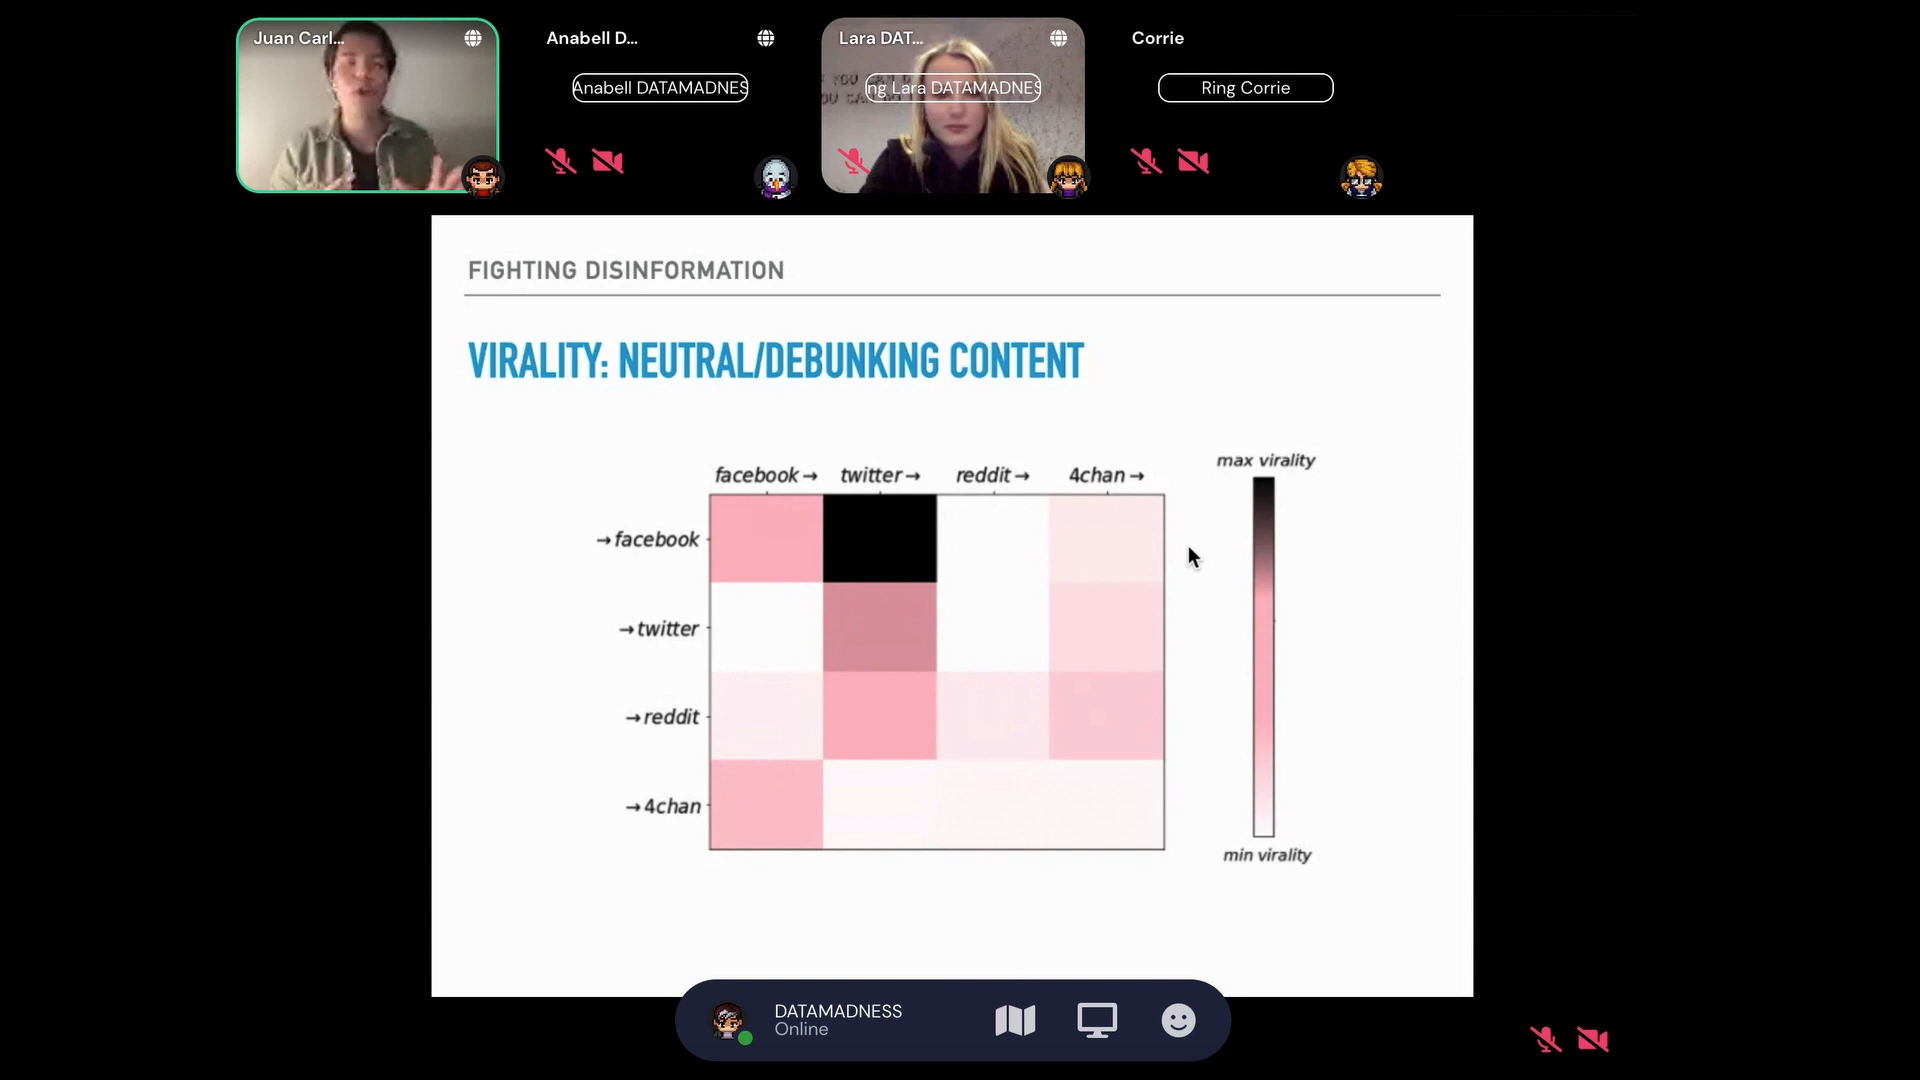 Juan Carl...
Anabell D...
Lara DAT...
Corrie
Anabell DATAMADNES
ng Lara DATAMADNES
Ring Corrie
FIGHTING DISINFORMATION
VIRALITY: NEUTRAL/DEBUNKING CONTENT
facebook→ twitter→ reddit→ 4chan→
max virality
→facebook
→twitter
→reddit
→4chan
min virality
DATAMADNESS
Online